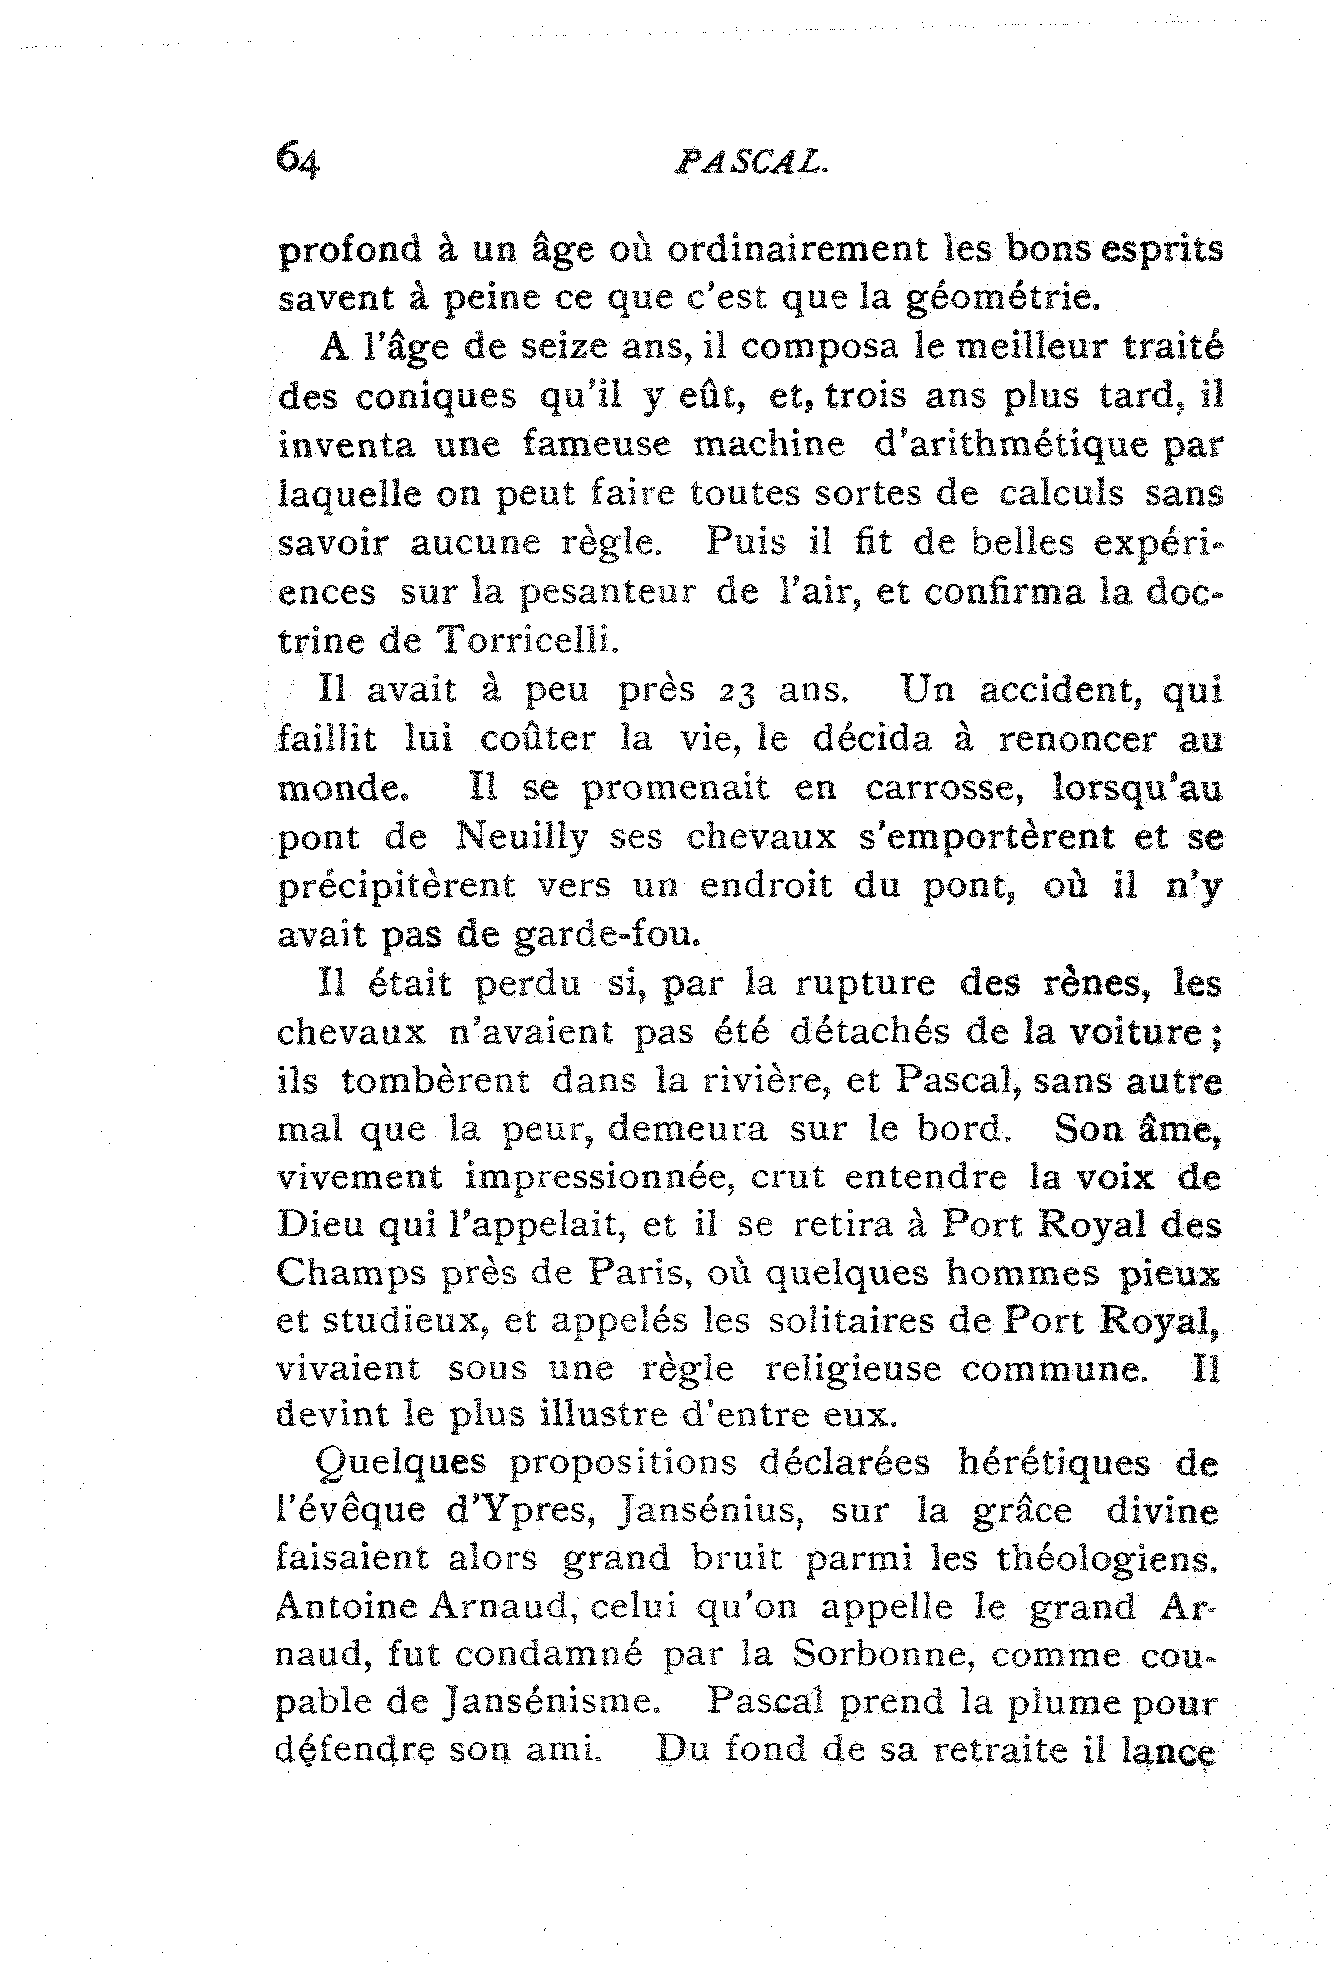 64 PASCAL.
profond à un âge où ordinairement les bons esprits
savent à peine ce que c'est que la géométrie.
A l'âge de seize ans, il composa le meilleur traité
des coniques qu'il y eût, et, trois ans plus tard, il
inventa une fameuse machine d'arithmétique par
laquelle on peut faire toutes sortes de calculs sans
savoir aucune règle. Puis il fit de belles expéri-
ences sur la pesanteur de l'air, et confirma la doc-
trine de Torricelli.
Il avait à peu près 23 ans. Un accident, qui
faillit lui coûter la vie, le décida à renoncer au
monde. Il se promenait en carrosse, lorsqu'au
pont de Neuilly ses chevaux s'emportèrent et se
précipitèrent vers un endroit du pont, où il n'y
avait pas de garde-fou.
Il était perdu si, par la rupture des rènes, les
chevaux n'avaient pas été détachés de la voiture;
ils tombèrent dans la rivière, et Pascal, sans autre
mal que la peur, demeura sur le bord. Son âme,
vivement impressionnée, crut entendre la voix de
Dieu qui l'appelait, et il se retira à Port Royal des
Champs près de Paris, où quelques hommes pieux
et studieux, et appelés les solitaires de Port Royal,
vivaient sous une règle religieuse commune. Il
devint le plus illustre d'entre eux.
Quelques propositions déclarées hérétiques de
l'évêque d'Ypres, Jansénius, sur la grâce divine
faisaient alors grand bruit parmi les théologiens.
Antoine Arnaud, celui qu'on appelle le grand Ar-
naud, fut condamné par la Sorbonne, comme cou-
pable de Jansénisme. Pascal prend la plume pour
défendre son ami. Du fond de sa retraite il lance